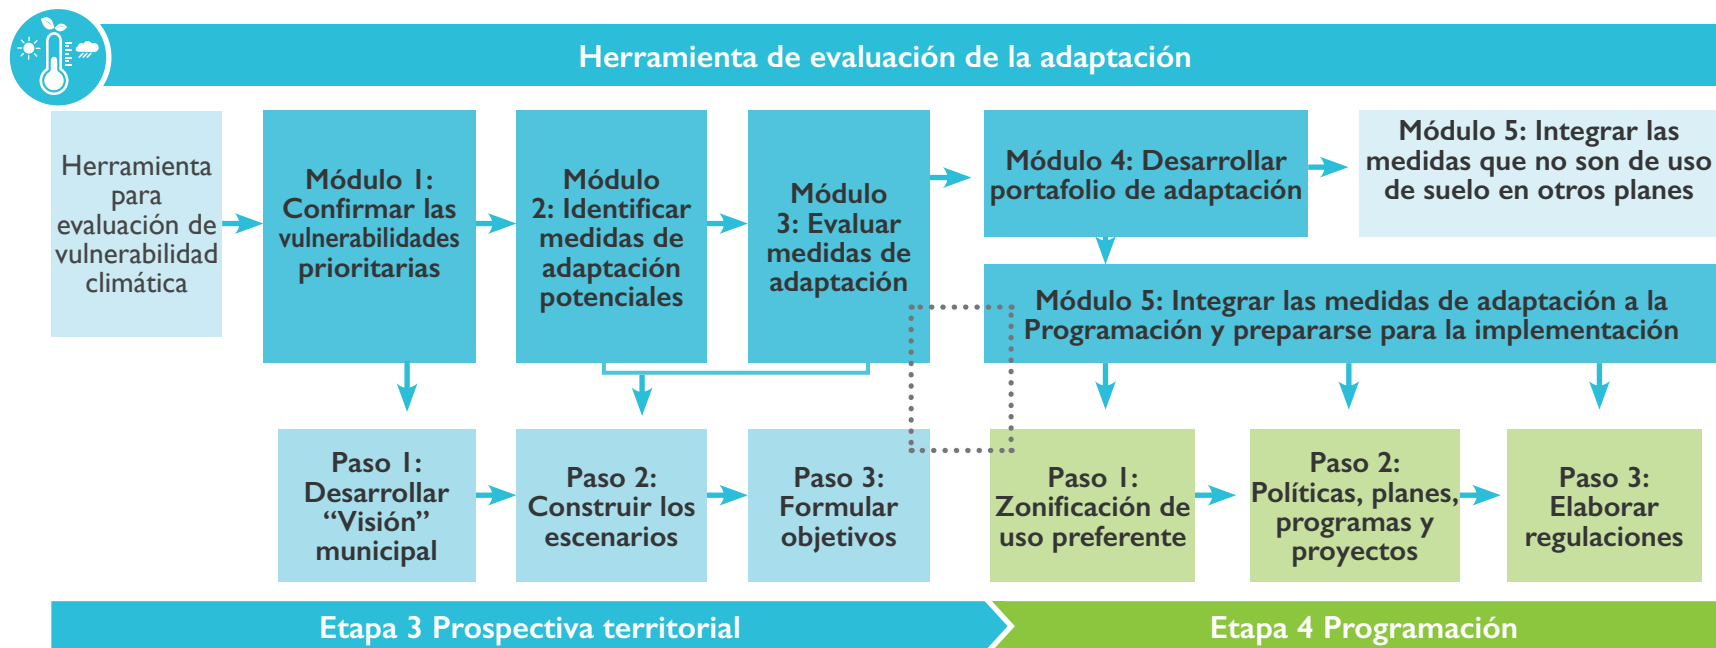 Herramienta de evaluación de la adaptación
Herramienta
para
evaluación de
vulnerabilidad
climática
Módulo 1:
Confirmar las
vulnerabilidades
prioritarias
Módulo
2: Identificar
medidas de
adaptación
potenciales
Módulo
3: Evaluar
medidas de
adaptación
Módulo 4: Desarrollar
portafolio de adaptación
Módulo 5: Integrar las
medidas que no son de uso
de suelo en otros planes
Módulo 5: Integrar las medidas de adaptación a la
Programación y prepararse para la implementación
Paso 1:
Desarrollar
“Visión”
municipal
Paso 2:
Construir los
escenarios
Paso 3:
Formular
objetivos
Paso 1:
Zonificación de
uso preferente
Paso 2:
Políticas, planes,
programas y
proyectos
Paso 3:
Elaborar
regulaciones
Etapa 3 Prospectiva territorial
Etapa 4 Programación